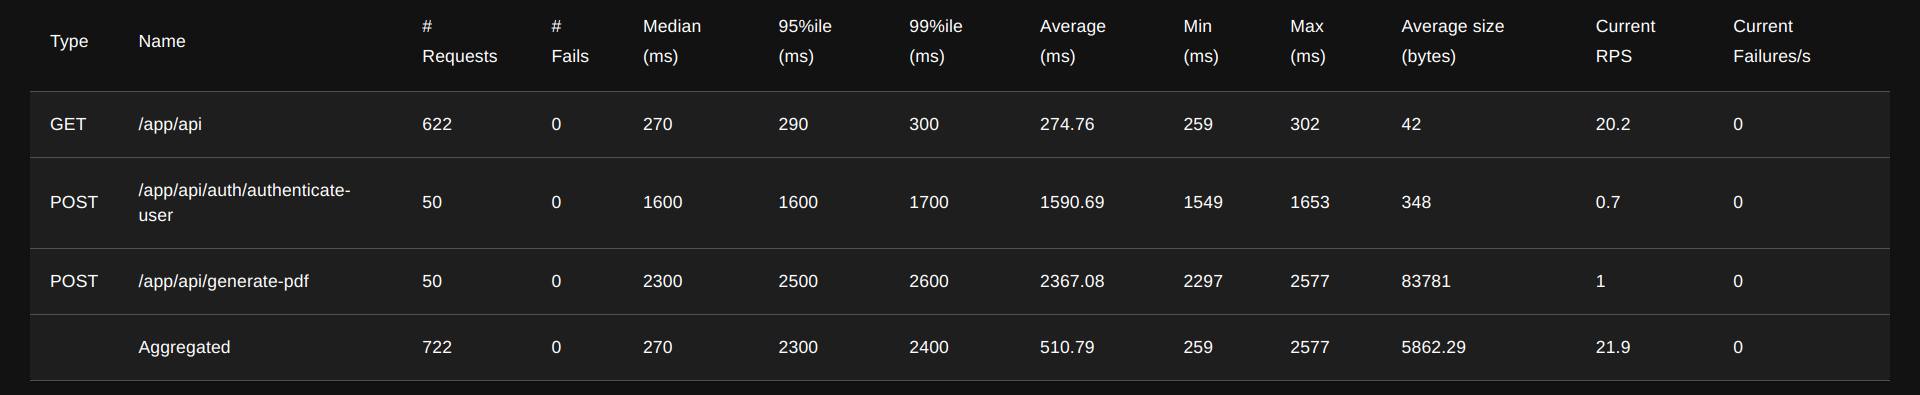 Type Name # Requests # Fails Median (ms) 95%ile (ms) 99%ile (ms) Average (ms) Min (ms) Max (ms) Average size (bytes) Current RPS Current Failures/s
GET /app/api 622 0 270 290 300 274.76 259 302 42 20.2 0
POST /app/api/auth/authenticate-user 50 0 1600 1600 1700 1590.69 1549 1653 348 0.7 0
POST /app/api/generate-pdf 50 0 2300 2500 2600 2367.08 2297 2577 83781 1 0
Aggregated 722 0 270 2300 2400 510.79 259 2577 5862.29 21.9 0